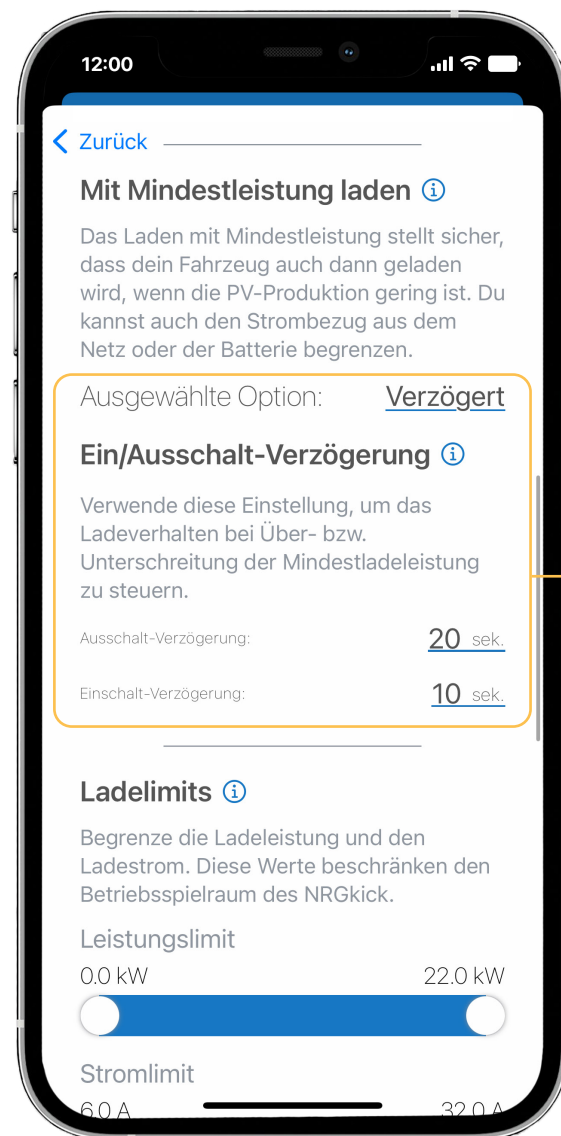 12:00
Zurück
Mit Mindestleistung laden
Das Laden mit Mindestleistung stellt sicher,
dass dein Fahrzeug auch dann geladen
wird, wenn die PV-Produktion gering ist. Du
kannst auch den Strombezug aus dem
Netz oder der Batterie begrenzen.
Ausgewählte Option: Verzögert
Ein/Ausschalt-Verzögerung
Verwende diese Einstellung, um das
Ladeverhalten bei Über- bzw.
Unterschreitung der Mindestladeleistung
zu steuern.
Ausschalt-Verzögerung: 20 sek.
Einschalt-Verzögerung: 10 sek.
Ladelimits
Begrenze die Ladeleistung und den
Ladestrom. Diese Werte beschränken den
Betriebsspielraum des NRGkick.
Leistungslimit
0.0 kW 22.0 kW
Stromlimit
6.0 A 32.0 A